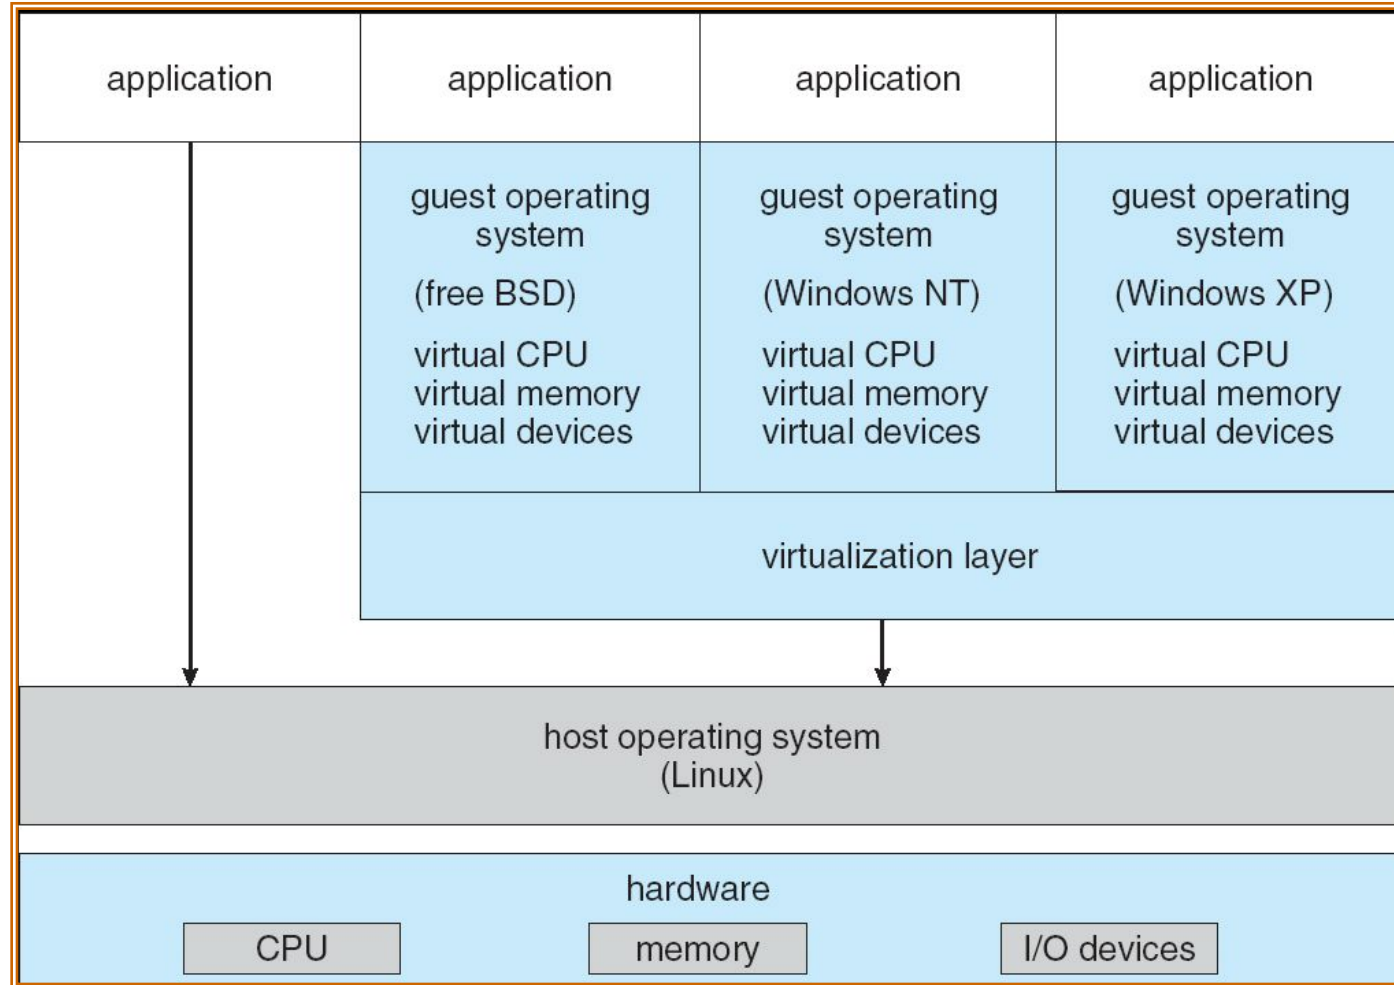 application
application
application
application
guest operating
system
(free BSD)
virtual CPU
virtual memory
virtual devices
guest operating
system
(Windows NT)
virtual CPU
virtual memory
virtual devices
guest operating
system
(Windows XP)
virtual CPU
virtual memory
virtual devices
virtualization layer
host operating system
(Linux)
hardware
CPU
memory
I/O devices